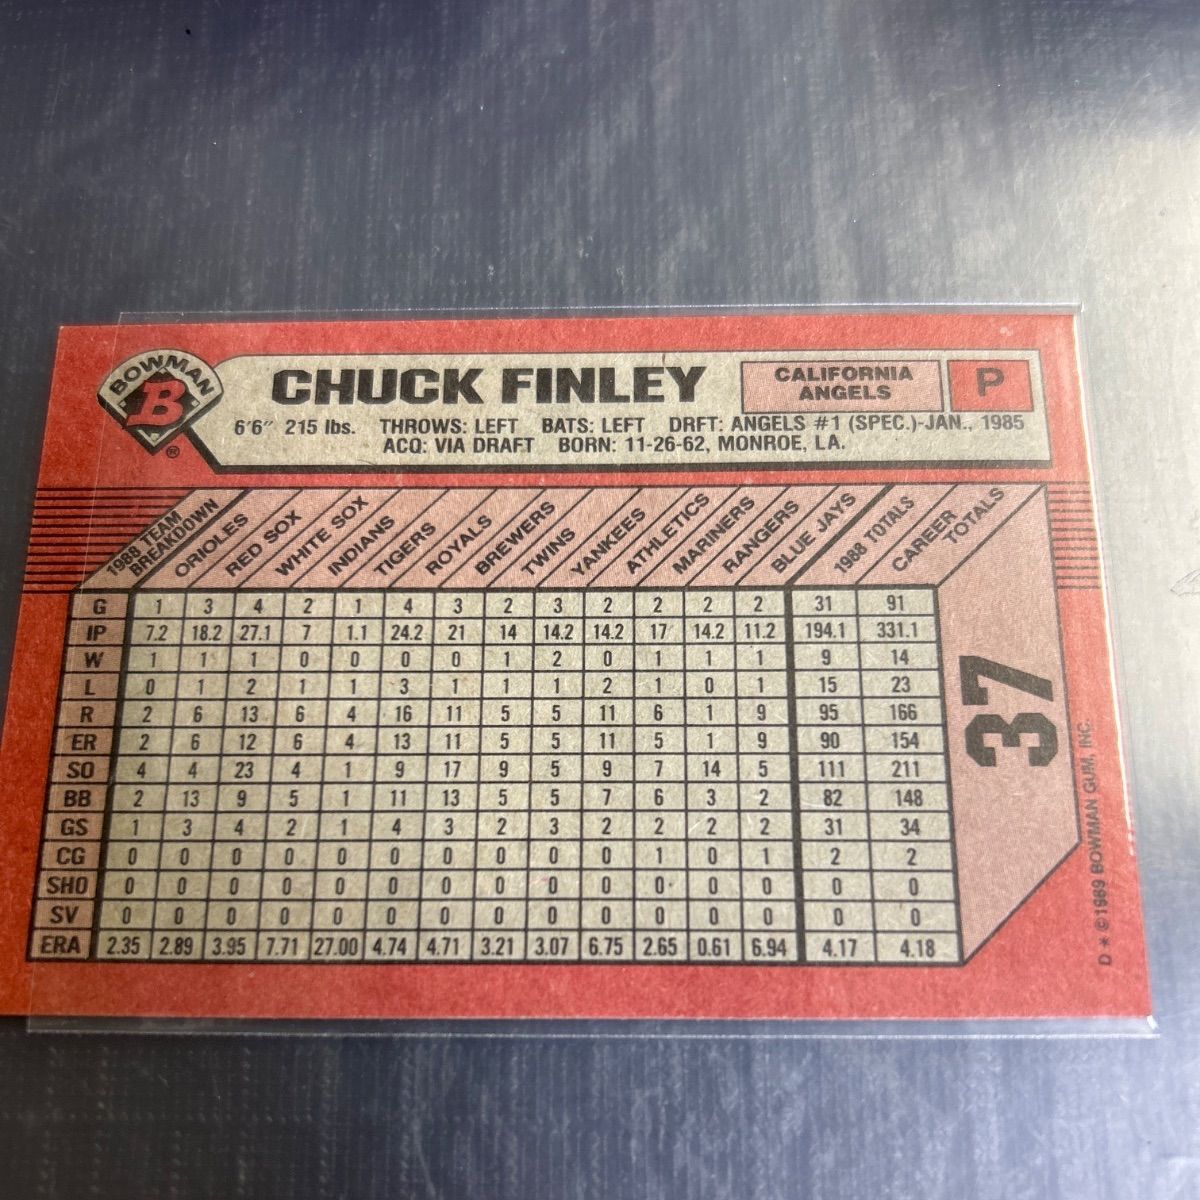 BOWMAN
B
®
CHUCK FINLEY
CALIFORNIA
ANGELS
P
6'6" 215 lbs. THROWS: LEFT BATS: LEFT DRFT: ANGELS #1 (SPEC.)-JAN., 1985
ACQ: VIA DRAFT BORN: 11-26-62, MONROE, LA.
1988 TEAM BREAKDOWN ORIOLES RED SOX WHITE SOX INDIANS TIGERS ROYALS BREWERS TWINS YANKEES ATHLETICS MARINERS RANGERS BLUE JAYS 1988 TOTALS CAREER TOTALS
G 1 3 4 2 1 4 3 2 3 2 2 2 2 31 91
IP 7.2 18.2 27.1 7 1.1 24.2 21 14 14.2 14.2 17 14.2 11.2 194.1 331.1
W 1 1 1 0 0 0 0 1 2 0 1 1 1 9 14
L 0 1 2 1 1 3 1 1 1 2 1 0 1 15 23
R 2 6 13 6 4 16 11 5 5 11 6 1 9 95 166
ER 2 6 12 6 4 13 11 5 5 11 5 1 9 90 154
SO 4 4 23 4 1 9 17 9 5 9 7 14 5 111 211
BB 2 13 9 5 1 11 13 5 5 7 6 3 2 82 148
GS 1 3 4 2 1 4 3 2 3 2 2 2 2 31 34
CG 0 0 0 0 0 0 0 0 0 0 1 0 1 2 2
SHO 0 0 0 0 0 0 0 0 0 0 0 0 0 0 0
SV 0 0 0 0 0 0 0 0 0 0 0 0 0 0 0
ERA 2.35 2.89 3.95 7.71 27.00 4.74 4.71 3.21 3.07 6.75 2.65 0.61 6.94 4.17 4.18
37
D * © 1989 BOWMAN GUM, INC.